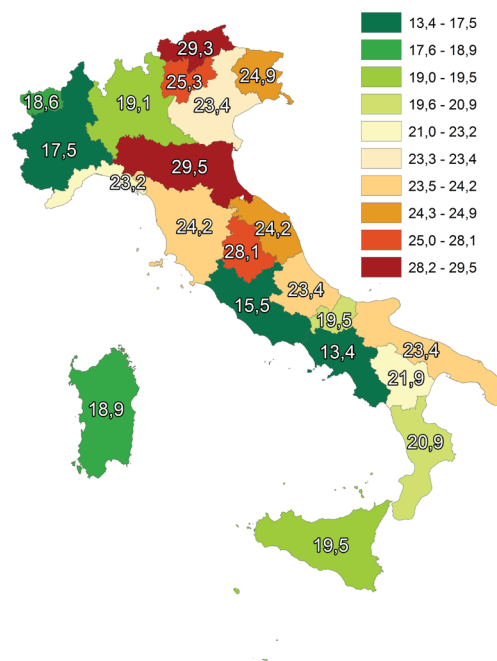 13,4 - 17,5
17,6 - 18,9
19,0 - 19,5
19,6 - 20,9
21,0 - 23,2
23,3 - 23,4
23,5 - 24,2
24,3 - 24,9
25,0 - 28,1
28,2 - 29,5
29,3
25,3
24,9
18,6
19,1
23,4
17,5
29,5
23,2
24,2
24,2
28,1
23,4
15,5
19,5
13,4
23,4
21,9
18,9
20,9
19,5